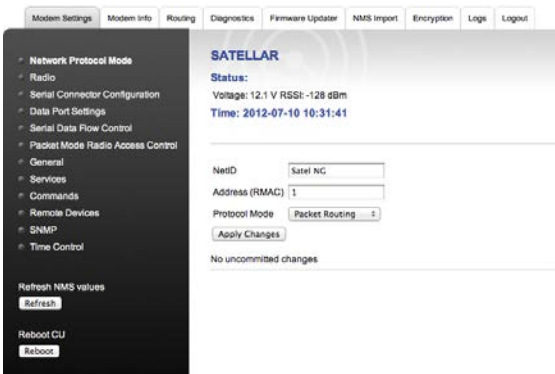 Modem Settings Modem Info Routing Diagnostics Firmware Updater NMS Import Encryption Logs Logout
Network Protocol Mode
Radio
Serial Connector Configuration
Data Port Settings
Serial Data Flow Control
Packet Mode Radio Access Control
General
Services
Commands
Remote Devices
SNMP
Time Control
Refresh NMS values
Refresh
Reboot CU
Reboot
SATELLAR
Status:
Voltage: 12.1 V RSSI: -128 dBm
Time: 2012-07-10 10:31:41
NetID Satel NG
Address (RMAC) 1
Protocol Mode Packet Routing
Apply Changes
No uncommitted changes